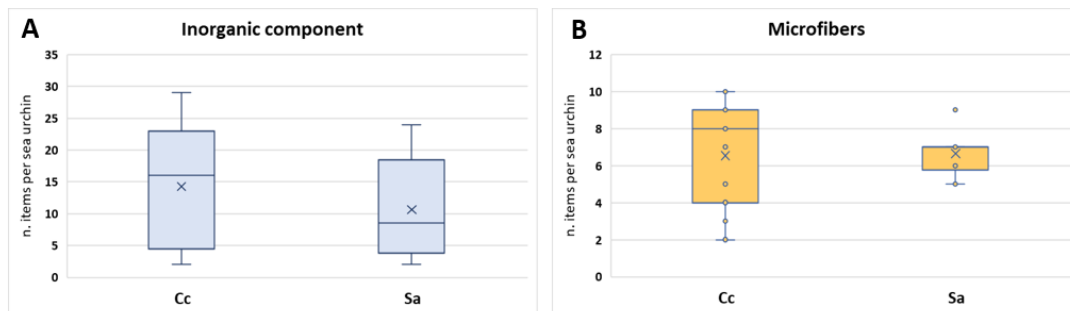 A
Inorganic component
n. items per sea urchin
35
30
25
20
15
10
5
0
Cc Sa
B
Microfibers
n. items per sea urchin
12
10
8
6
4
2
0
Cc Sa